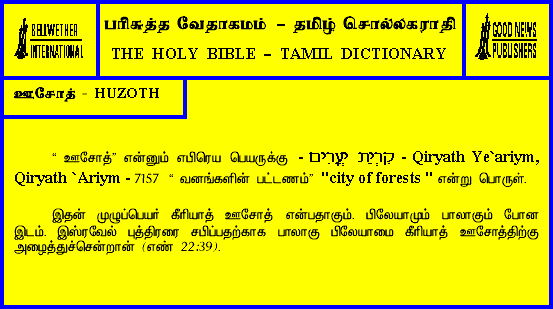 BELLWETHER
INTERNATIONAL
பரிசுத்த வேதாகமம் – தமிழ் சொல்லகராதி
THE HOLY BIBLE – TAMIL DICTIONARY
GOOD NEWS
PUBLISHERS
ஊசோத் - HUZOTH
“ ஊசோத்” என்னும் எபிரெய பெயருக்கு - קִרְיַת יְעָרִים - Qiryath Ye`ariym,
Qiryath `Ariym - 7157 “ வனங்களின் பட்டணம்” "city of forests " என்று பொருள்.
இதன் முழுப்பெயர் கீரியாத் ஊசோத் என்பதாகும். பிலேயாமும் பாலாகும் போன
இடம். இஸ்ரவேல் புத்திரரை சபிப்பதற்காக பாலாகு பிலேயாமை கீரியாத் ஊசோத்திற்கு
அழைத்துச்சென்றான் (எண் 22:39).